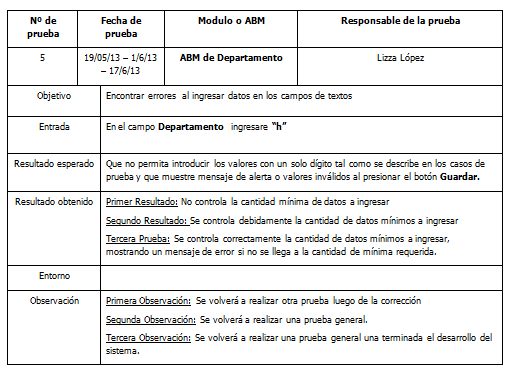 Nº de prueba
Fecha de prueba
Modulo o ABM
Responsable de la prueba
5
19/05/13 – 1/6/13 – 17/6/13
ABM de Departamento
Lizza López
Objetivo
Encontrar errores al ingresar datos en los campos de textos
Entrada
En el campo Departamento ingresare “h”
Resultado esperado
Que no permita introducir los valores con un solo dígito tal como se describe en los casos de
prueba y que muestre mensaje de alerta o valores inválidos al presionar el botón Guardar.
Resultado obtenido
Primer Resultado: No controla la cantidad mínima de datos a ingresar
Segundo Resultado: Se controla debidamente la cantidad de datos mínimos a ingresar
Tercera Prueba: Se controla correctamente la cantidad de datos mínimos a ingresar,
mostrando un mensaje de error si no se llega a la cantidad de mínima requerida.
Entorno
Observación
Primera Observación: Se volverá a realizar otra prueba luego de la corrección
Segunda Observación: Se volverá a realizar una prueba general.
Tercera Observación: Se volverá a realizar una prueba general una terminada el desarrollo del
sistema.